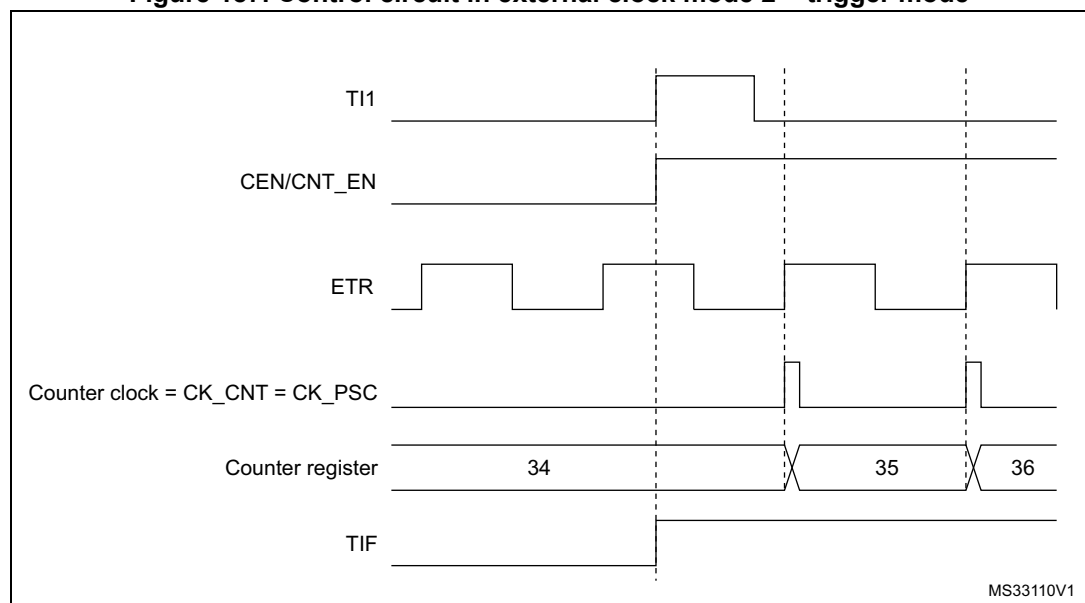 TI1
CEN/CNT_EN
ETR
Counter clock = CK_CNT = CK_PSC
Counter register 34 35 36
TIF
MS33110V1